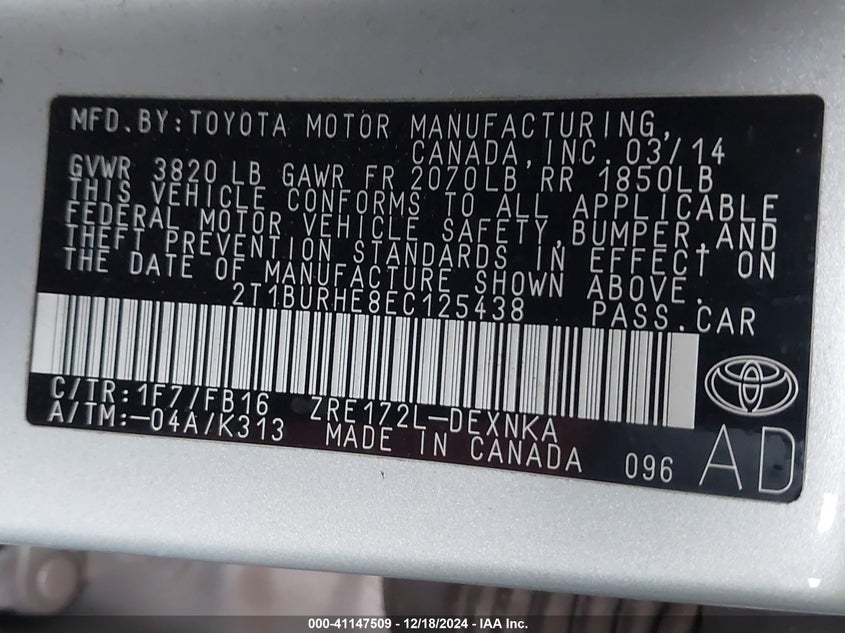 MFD.BY:TOYOTA MOTOR MANUFACTURING,
CANADA,INC.03/14
GVWR 3820 LB GAWR FR 2070LB RR 1850LB
THIS VEHICLE CONFORMS TO ALL APPLICABLE
FEDERAL MOTOR VEHICLE SAFETY,BUMPER,AND
THEFT PREVENTION STANDARDS IN EFFECT ON
THE DATE OF MANUFACTURE SHOWN ABOVE.
2T1BURHE8EC125438 PASS.CAR
C/TR:1F7/FB16 ZRE172L-DEXNKA
A/TM:-04A/K313 MADE IN CANADA 096 AD
000-41147509 - 12/18/2024 - IAA Inc.